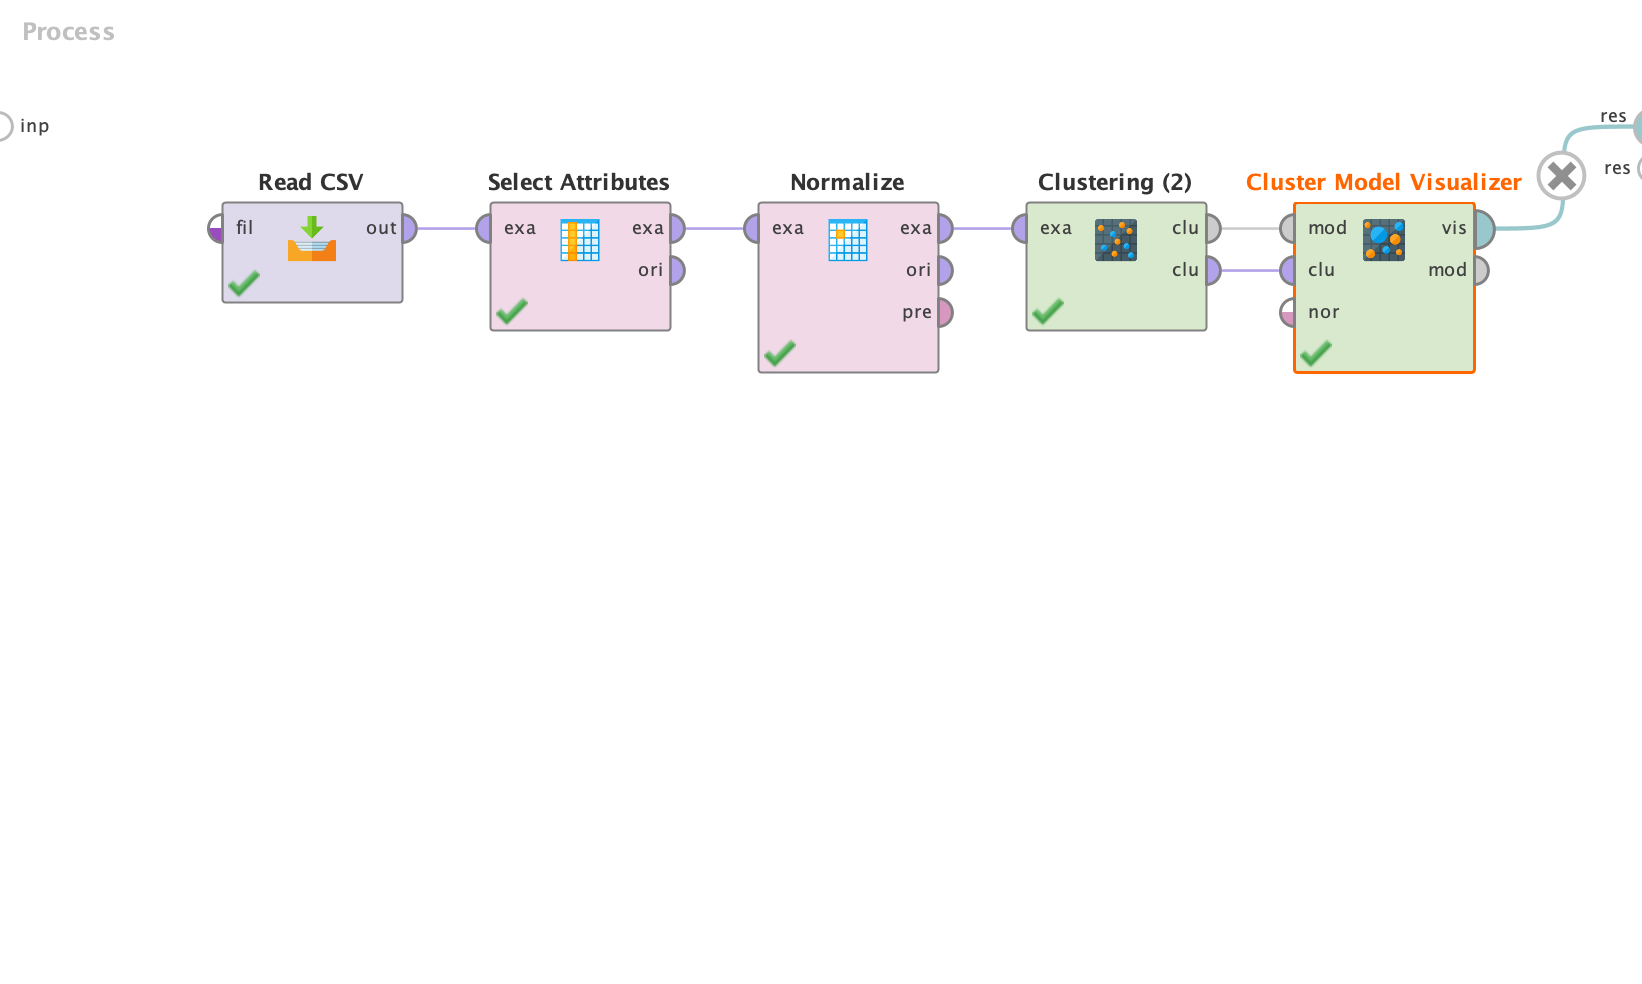 Process
inp
res
res
Read CSV
fil
out
Select Attributes
exa
exa
ori
Normalize
exa
exa
ori
pre
Clustering (2)
exa
clu
clu
Cluster Model Visualizer
mod
vis
clu
mod
nor